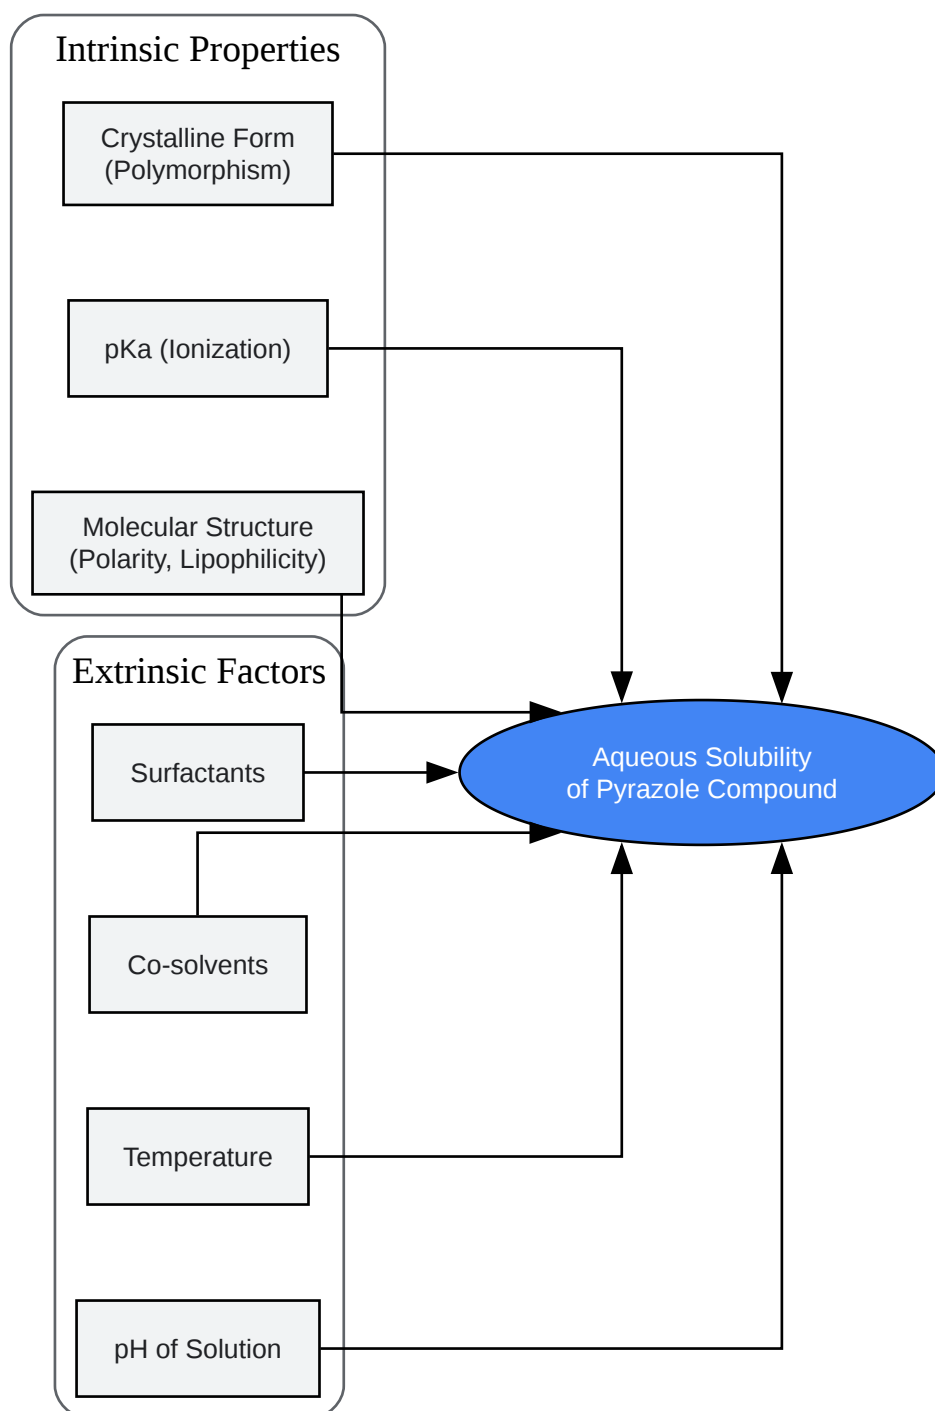 Intrinsic Properties
Crystalline Form
(Polymorphism)
pKa (Ionization)
Molecular Structure
(Polarity, Lipophilicity)
Extrinsic Factors
Surfactants
Aqueous Solubility
of Pyrazole Compound
Co-solvents
Temperature
pH of Solution